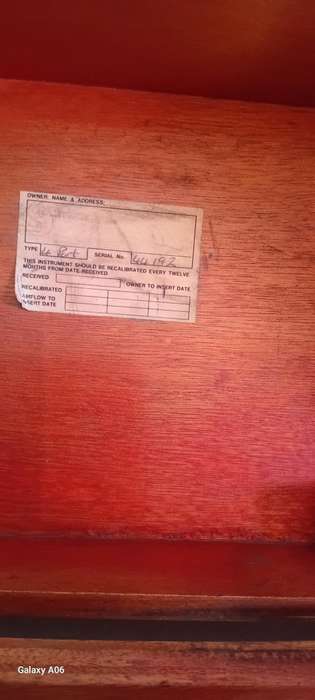 OWNER, NAME & ADDRESS:
TYPE SERIAL No. 44192
THIS INSTRUMENT SHOULD BE RECALIBRATED EVERY TWELVE
MONTHS FROM DATE RECEIVED
RECEIVED OWNER TO INSERT DATE
RECALIBRATED
AMFLOW TO
INSERT DATE
Galaxy A06